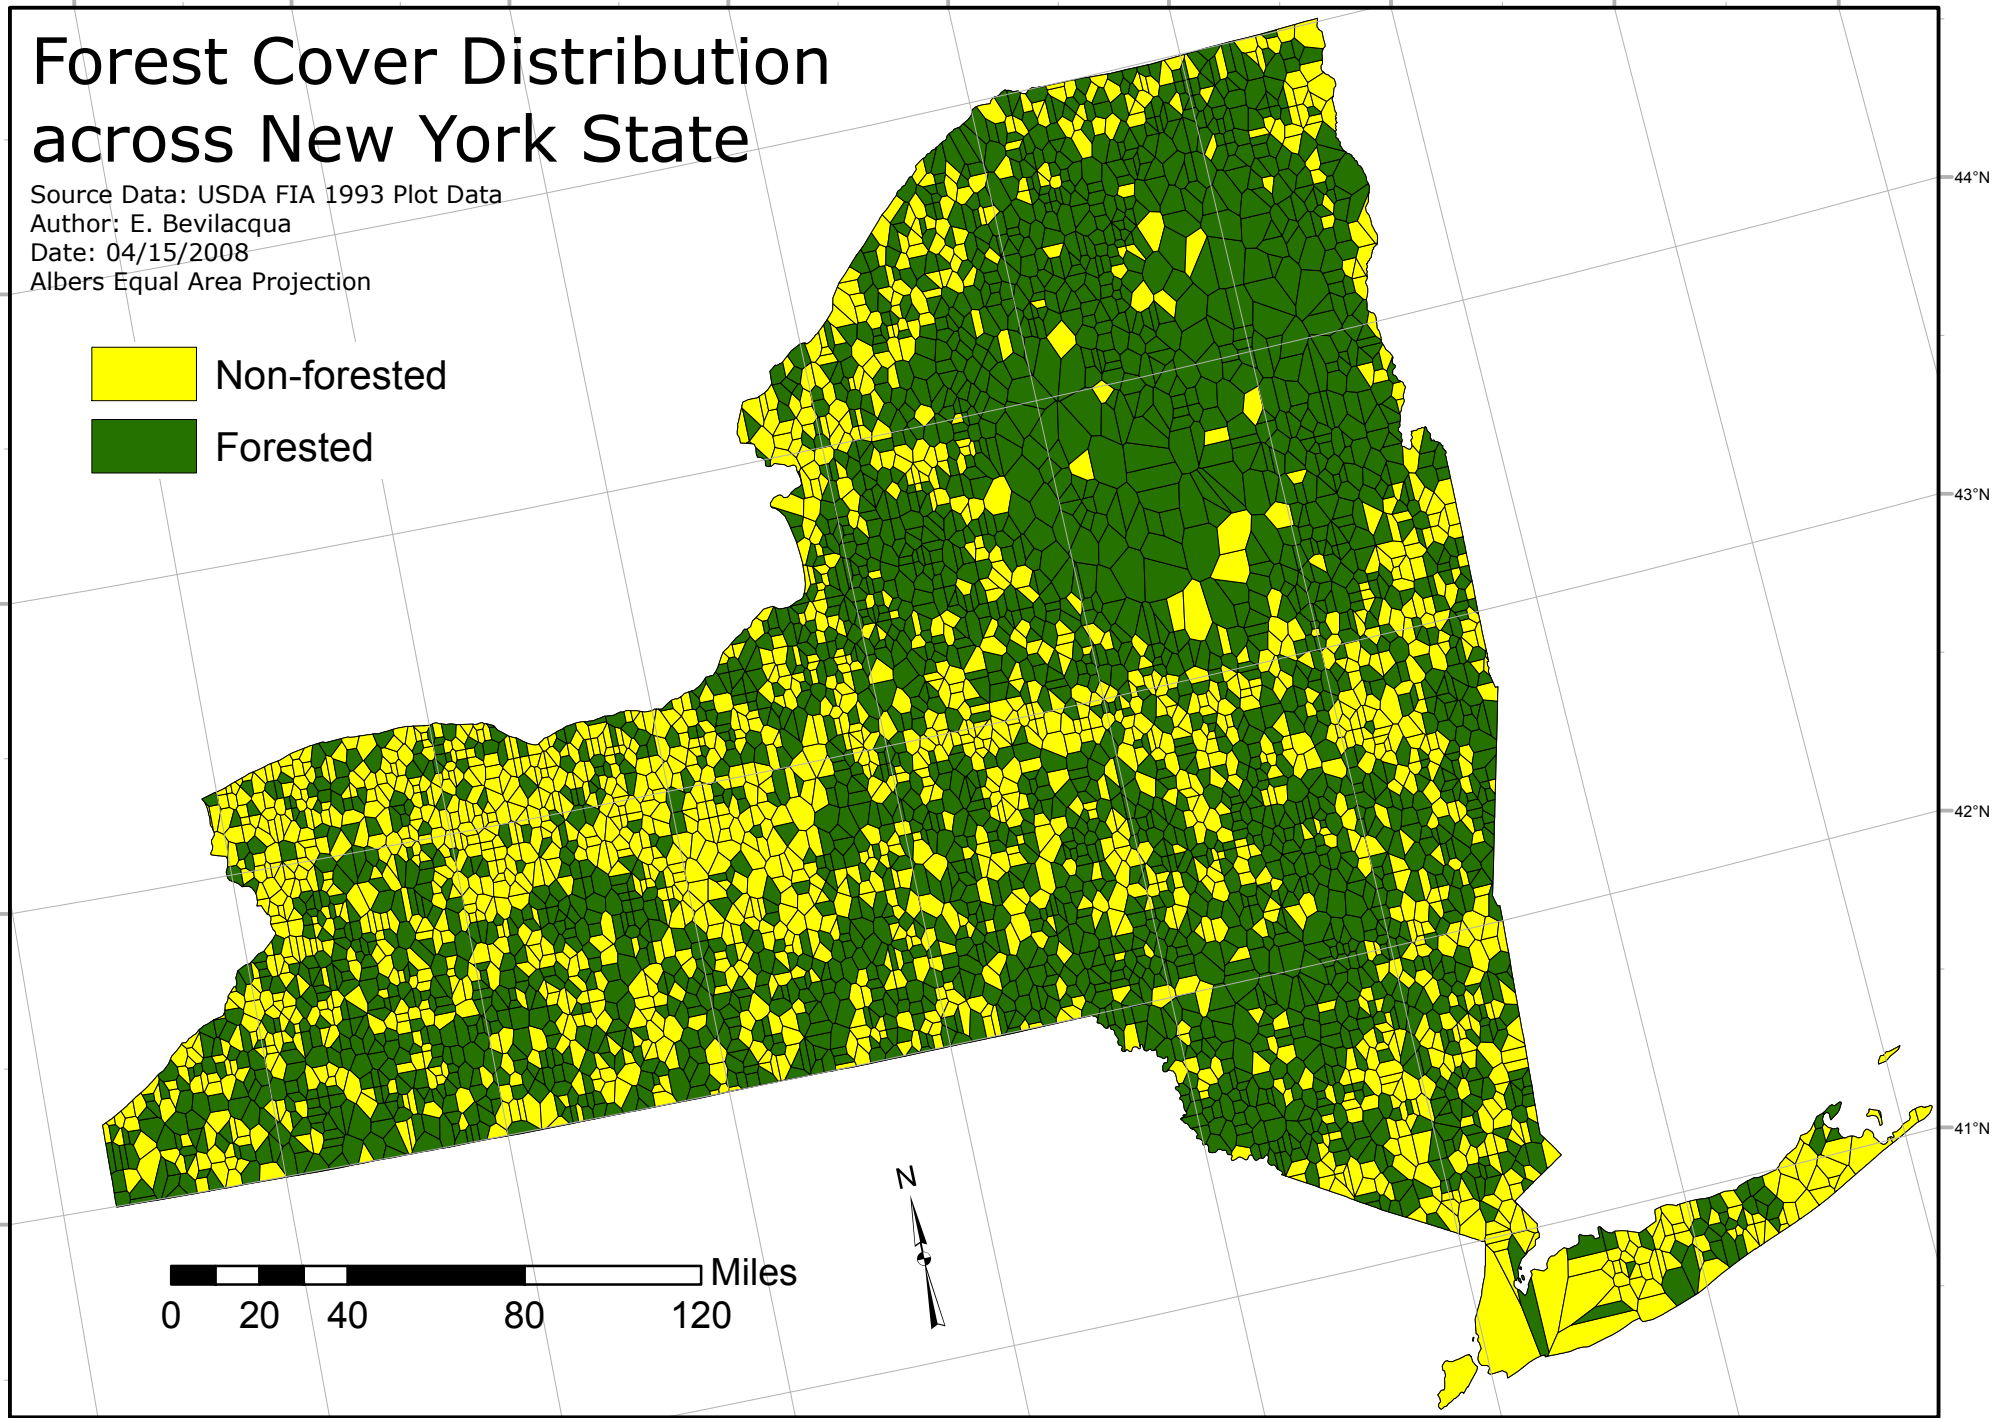 Forest Cover Distribution
across New York State
Source Data: USDA FIA 1993 Plot Data
Author: E. Bevilacqua
Date: 04/15/2008
Albers Equal Area Projection
Non-forested
Forested
44°N
43°N
42°N
41°N
N
Miles
0 20 40 80 120